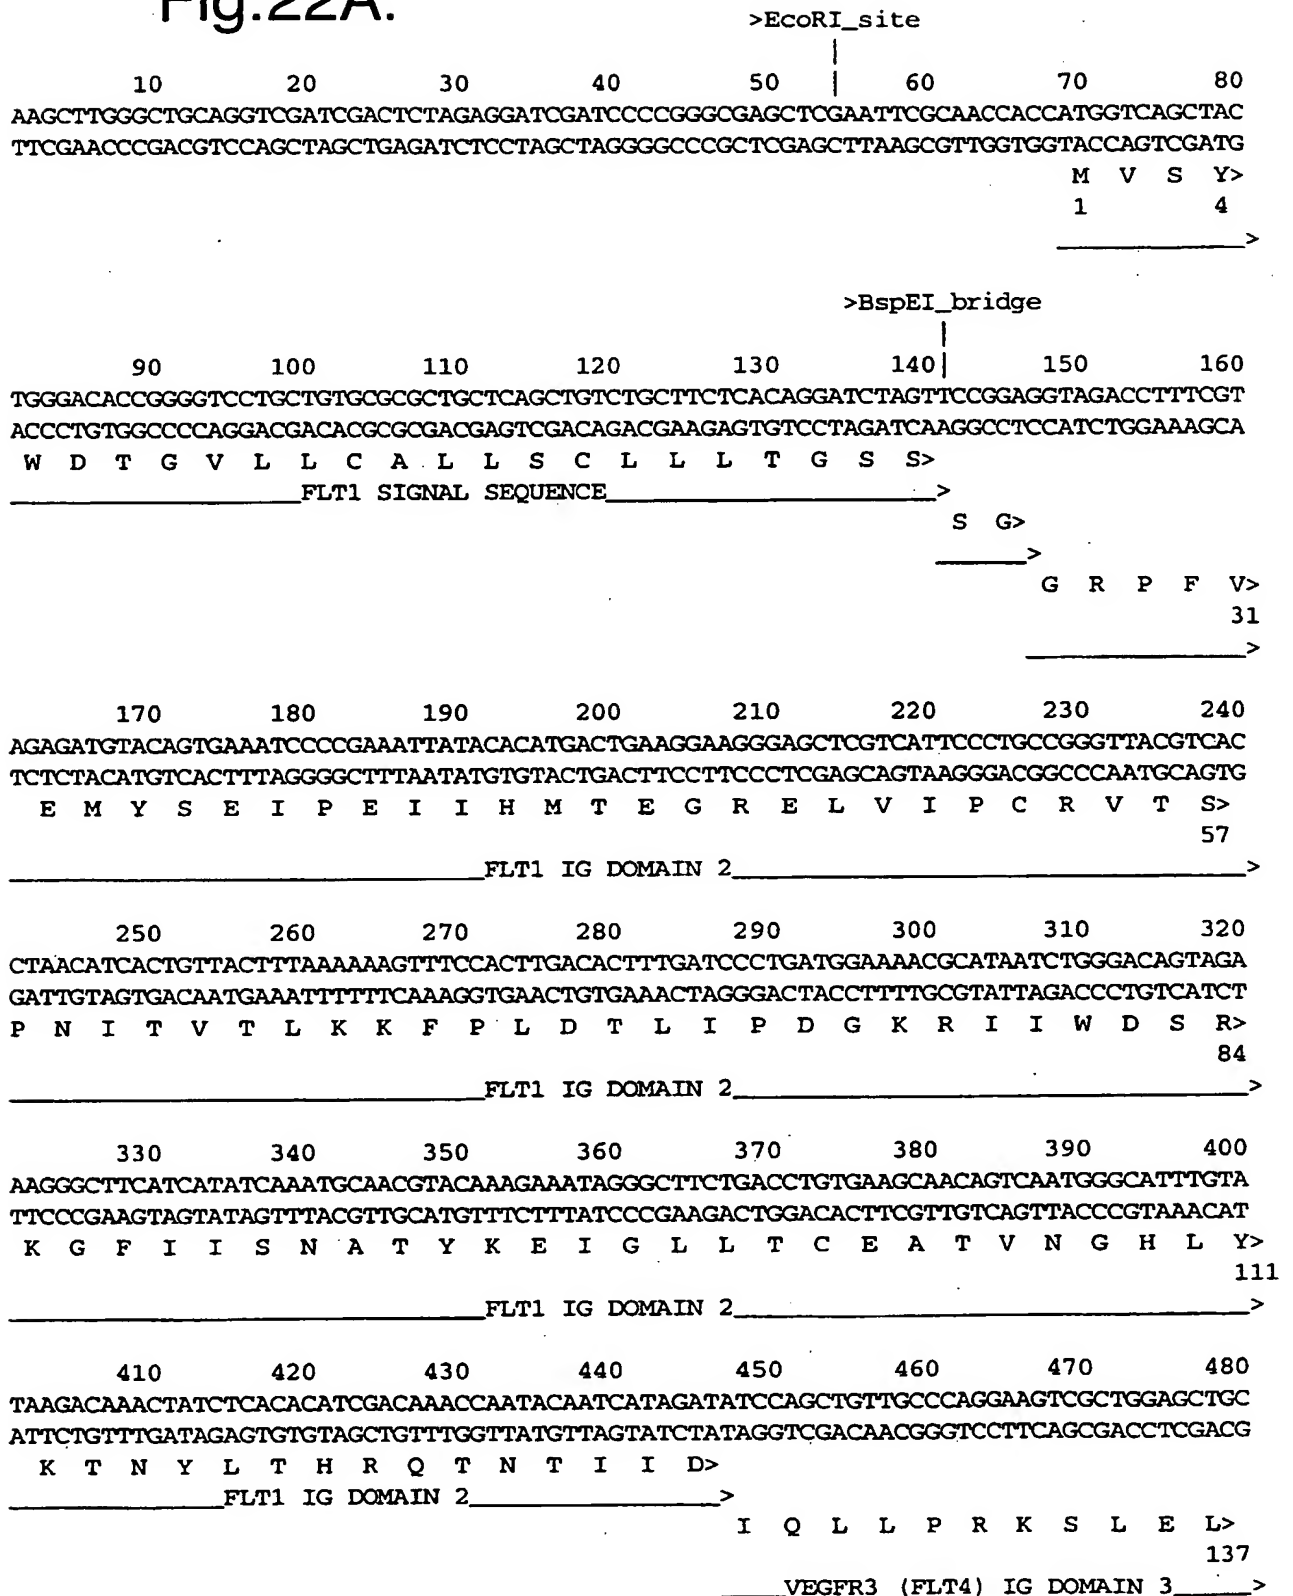 Fig.22A.
>EcoRI_site
10 20 30 40 50 60 70 80
AAGCTTGGGCTGCAGGTCGATCGACTCTAGAGGATCGATCCCCGGGCGAGCTCGAATTCGCAACCACCATGGTCAGCTAC
TTCGAACCCGACGTCCAGCTAGCTGAGATCTCCTAGCTAGGGGCCCGCTCGAGCTTAAGCGTTGGTGGTACCAGTCGATG
M V S Y>
1 4
>
>BspEI_bridge
90 100 110 120 130 140 150 160
TGGGACACCGGGGTCCTGCTGTGCGCGCTGCTCAGCTGTCTGCTTCTCACAGGATCTAGTTCCGGAGGTAGACCTTTCGT
ACCCTGTGGCCCCAGGACGACACGCGCGACGAGTCGACAGACGAAGAGTGTCCTAGATCAAGGCCTCCATCTGGAAAGCA
W D T G V L L C A L L S C L L L T G S S>
FLT1 SIGNAL SEQUENCE >
S G>
>
G R P F V>
31
>
170 180 190 200 210 220 230 240
AGAGATGTACAGTGAAATCCCCGAAATTATACACATGACTGAAGGAAGGGAGCTCGTCATTCCCTGCCGGGTTACGTCAC
TCTCTACATGTCACTTTAGGGGCTTTAATATGTGTACTGACTTCCTTCCCTCGAGCAGTAAGGGACGGCCCAATGCAGTG
E M Y S E I P E I I H M T E G R E L V I P C R V T S>
57
FLT1 IG DOMAIN 2 >
250 260 270 280 290 300 310 320
CTAACATCACTGTTACTTTAAAAAAGTTTCCACTTGACACTTTGATCCCTGATGGAAAACGCATAATCTGGGACAGTAGA
GATTGTAGTGACAATGAAATTTTTTCAAAGGTGAACTGTGAAACTAGGGACTACCTTTTGCGTATTAGACCCTGTCATCT
P N I T V T L K K F P L D T L I P D G K R I I W D S R>
84
FLT1 IG DOMAIN 2 >
330 340 350 360 370 380 390 400
AAGGGCTTCATCATATCAAATGCAACGTACAAAGAAATAGGGCTTCTGACCTGTGAAGCAACAGTCAATGGGCATTTGTA
TTCCCGAAGTAGTATAGTTTACGTTGCATGTTTCTTTATCCCGAAGACTGGACACTTCGTTGTCAGTTACCCGTAAACAT
K G F I I S N A T Y K E I G L L T C E A T V N G H L Y>
111
FLT1 IG DOMAIN 2 >
410 420 430 440 450 460 470 480
TAAGACAAACTATCTCACACATCGACAAACCAATACAATCATAGATATCCAGCTGTTGCCCAGGAAGTCGCTGGAGCTGC
ATTCTGTTTGATAGAGTGTGTAGCTGTTTGGTTATGTTAGTATCTATAGGTCGACAACGGGTCCTTCAGCGACCTCGACG
K T N Y L T H R Q T N T I I D>
FLT1 IG DOMAIN 2 >
I Q L L P R K S L E L>
137
VEGFR3 (FLT4) IG DOMAIN 3 >